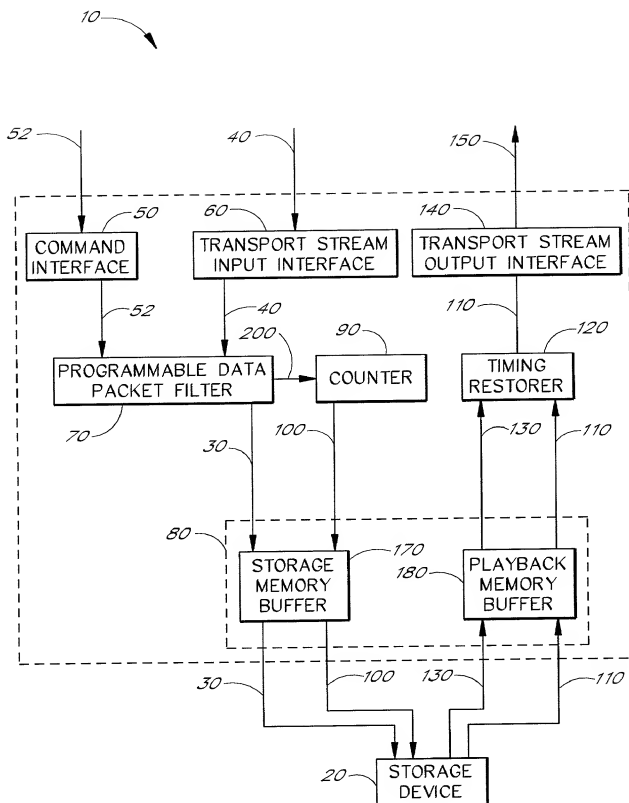 10
52
40
150
50
60
140
COMMAND
INTERFACE
TRANSPORT STREAM
INPUT INTERFACE
TRANSPORT STREAM
OUTPUT INTERFACE
52
40
200
90
110
120
PROGRAMMABLE DATA
PACKET FILTER
COUNTER
TIMING
RESTORER
70
30
100
130
110
80
170
180
STORAGE
MEMORY
BUFFER
PLAYBACK
MEMORY
BUFFER
30
100
130
110
20
STORAGE
DEVICE